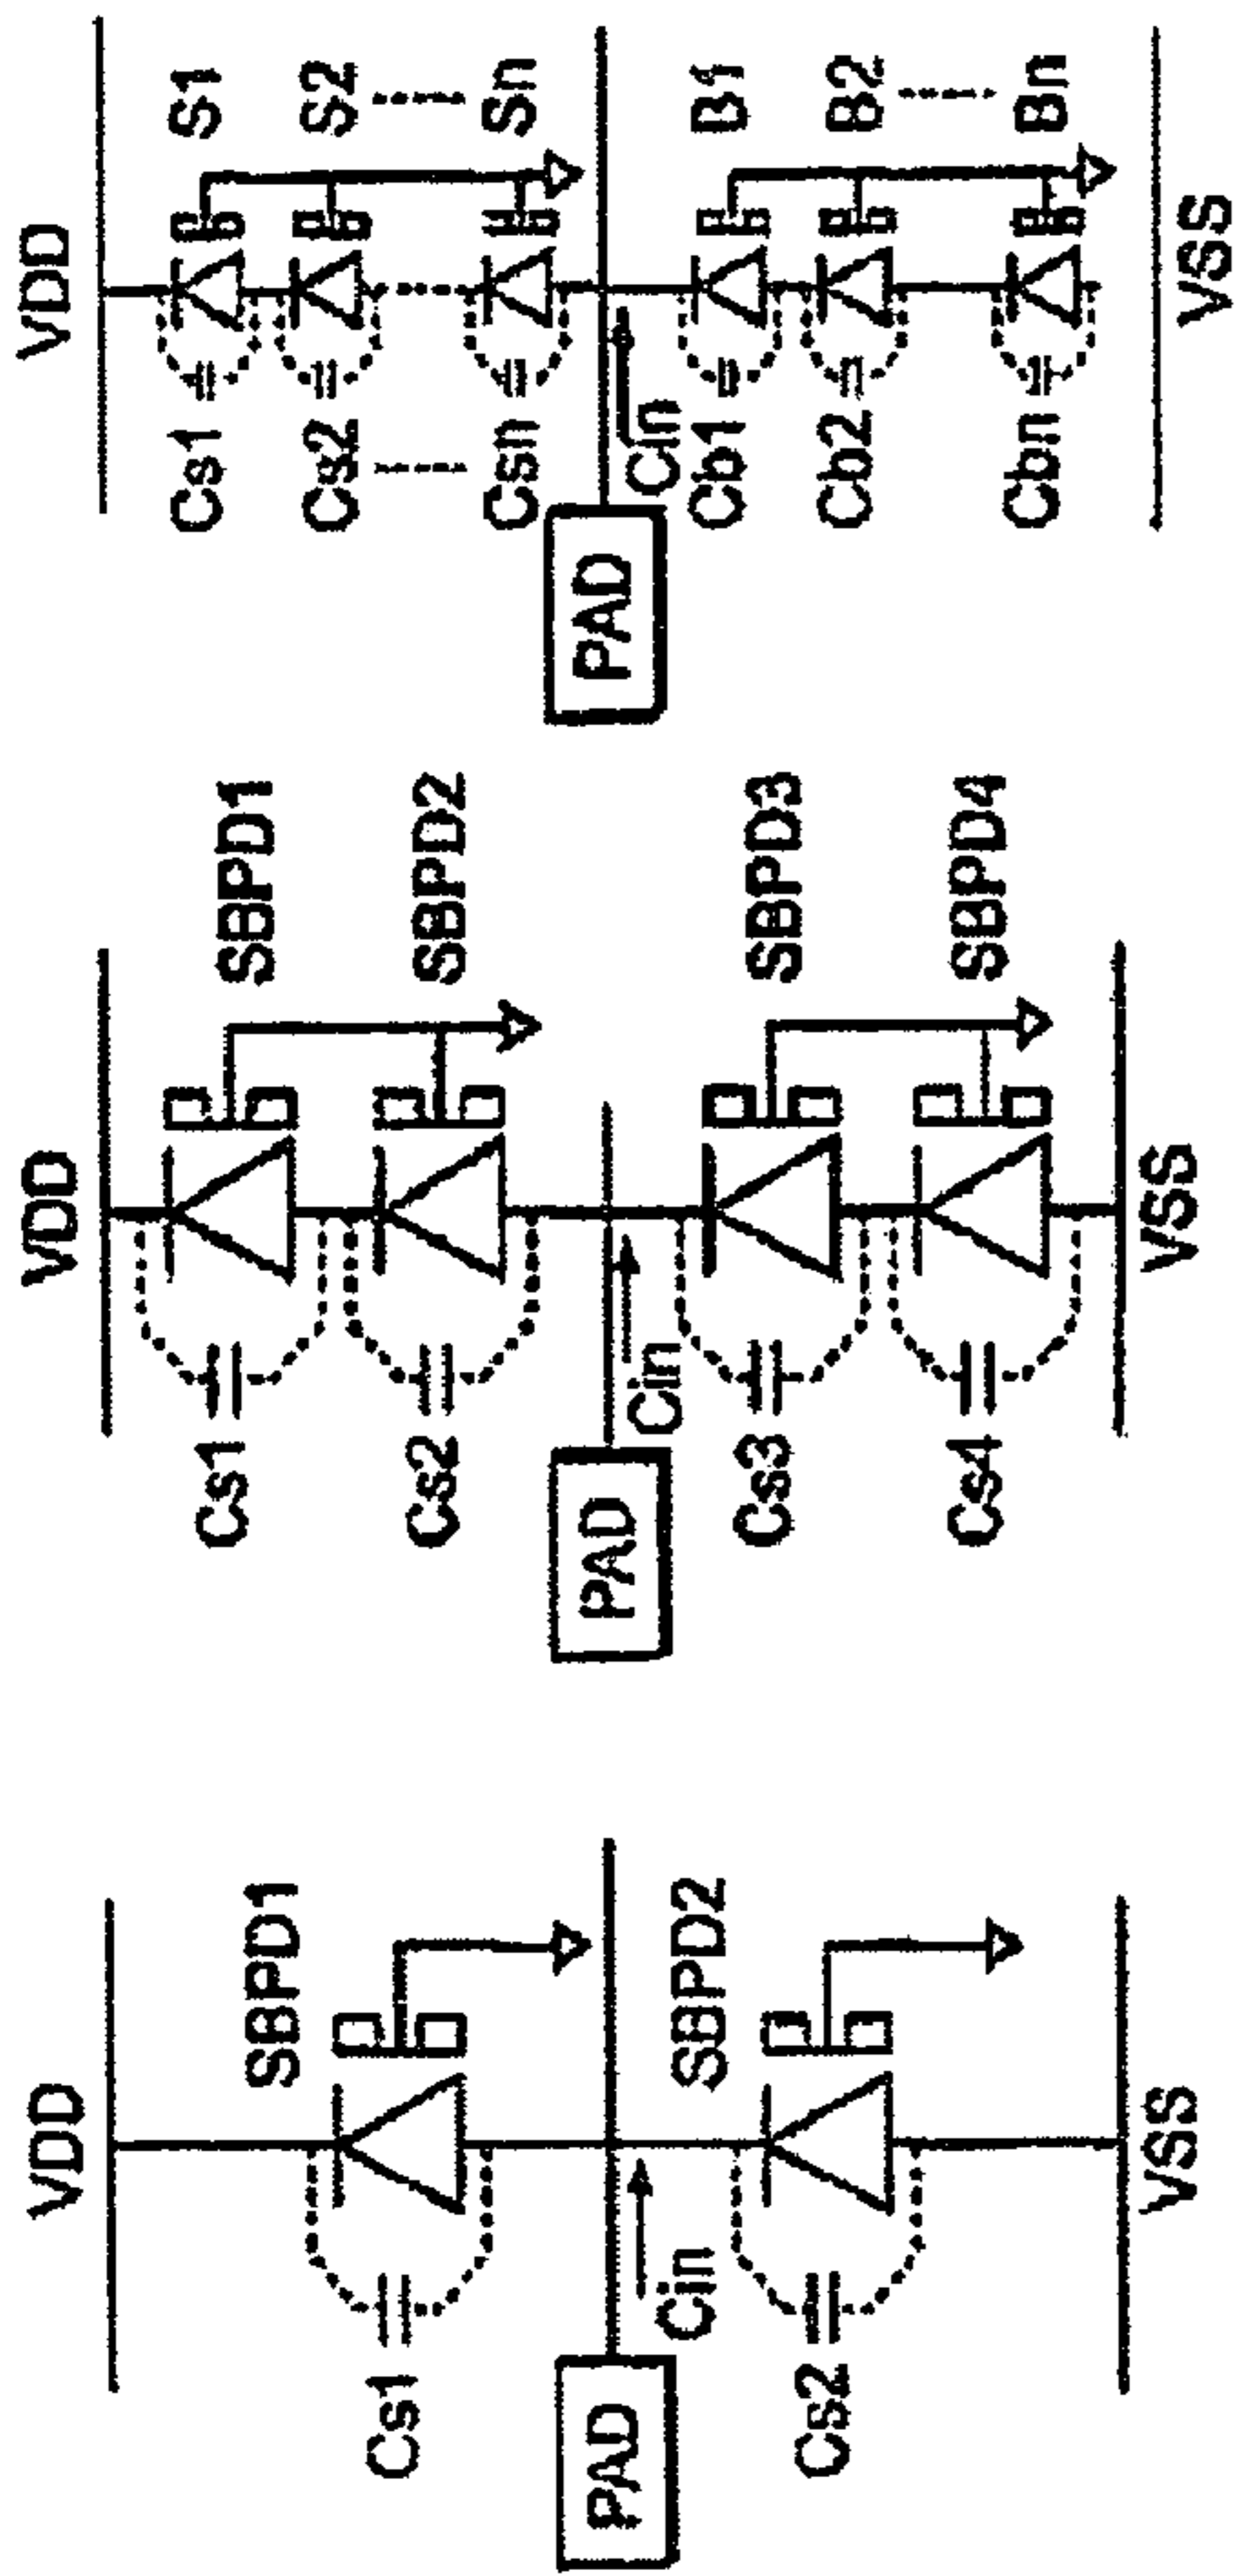 VDD
SBPD1
Cs1
PAD
Cin
SBPD2
Cs2
VSS
VDD
Cs1
SBPD1
Cs2
SBPD2
PAD
Cin
Cs3
SBPD3
Cs4
SBPD4
VSS
VDD
Cs1
S1
Cs2
S2
Csn
Sn
PAD
Cin
Cb1
B1
Cb2
B2
Cbn
Bn
VSS